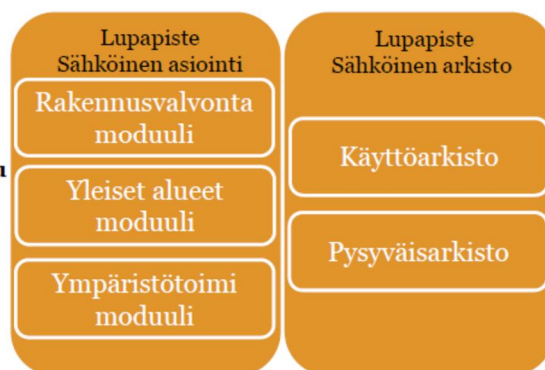 Lupapiste
Sähköinen asiointi
Rakennusvalvonta
moduuli
Yleiset alueet
moduuli
Ympäristötoimi
moduuli
Lupapiste
Sähköinen arkisto
Käyttöarkisto
Pysyväisarkisto